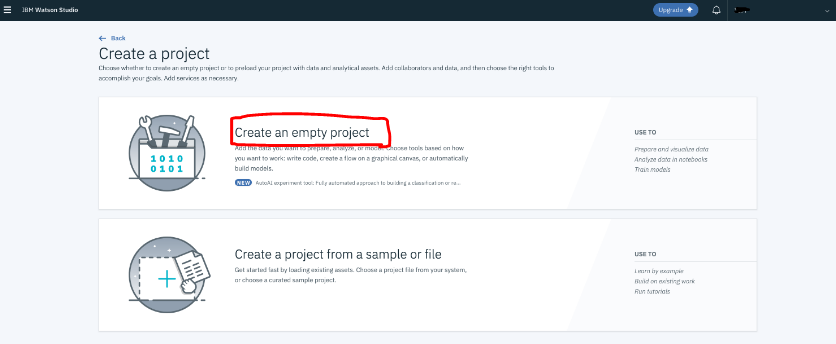 IBM Watson Studio
Upgrade
Back
Create a project
Choose whether to create an empty project or to preload your project with data and analytical assets. Add collaborators and data, and then choose the right tools to
accomplish your goals. Add services as necessary.
1010
0101
Create an empty project
Add the data you want to prepare, analyze, or model. Choose tools based on how
you want to work: write code, create a flow on a graphical canvas, or automatically
build models.
NEW AutoAI experiment tool: Fully automated approach to building a classification or re...
USE TO
Prepare and visualize data
Analyze data in notebooks
Train models
Create a project from a sample or file
Get started fast by loading existing assets. Choose a project file from your system,
or choose a curated sample project.
USE TO
Learn by example
Build on existing work
Run tutorials